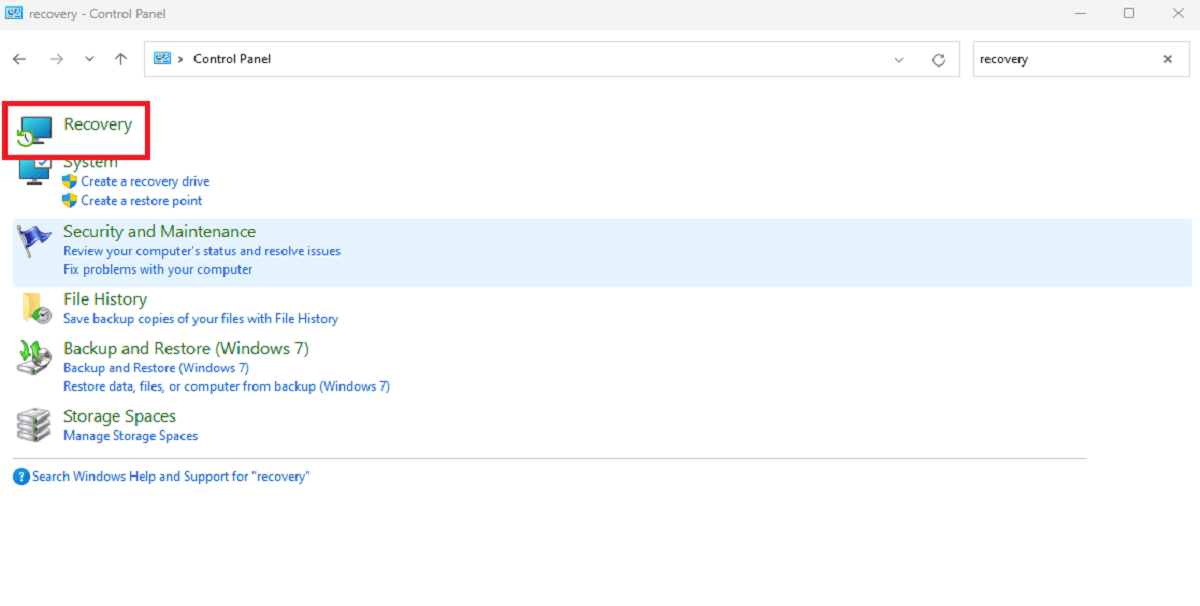 recovery - Control Panel
Control Panel
recovery
Recovery
System
Create a recovery drive
Create a restore point
Security and Maintenance
Review your computer's status and resolve issues
Fix problems with your computer
File History
Save backup copies of your files with File History
Backup and Restore (Windows 7)
Backup and Restore (Windows 7)
Restore data, files, or computer from backup (Windows 7)
Storage Spaces
Manage Storage Spaces
Search Windows Help and Support for "recovery"